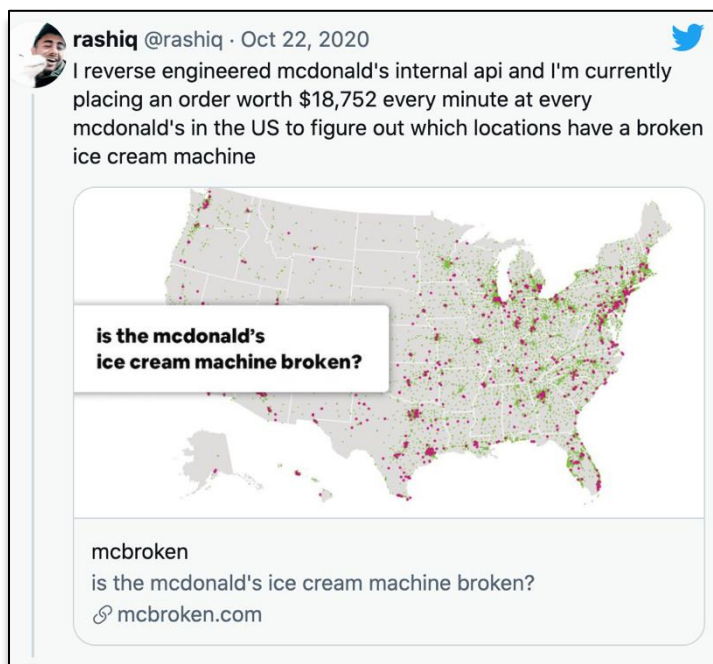 rashiq @rashiq · Oct 22, 2020
I reverse engineered mcdonald's internal api and I'm currently
placing an order worth $18,752 every minute at every
mcdonald's in the US to figure out which locations have a broken
ice cream machine
is the mcdonald's
ice cream machine broken?
mcbroken
is the mcdonald's ice cream machine broken?
mcbroken.com